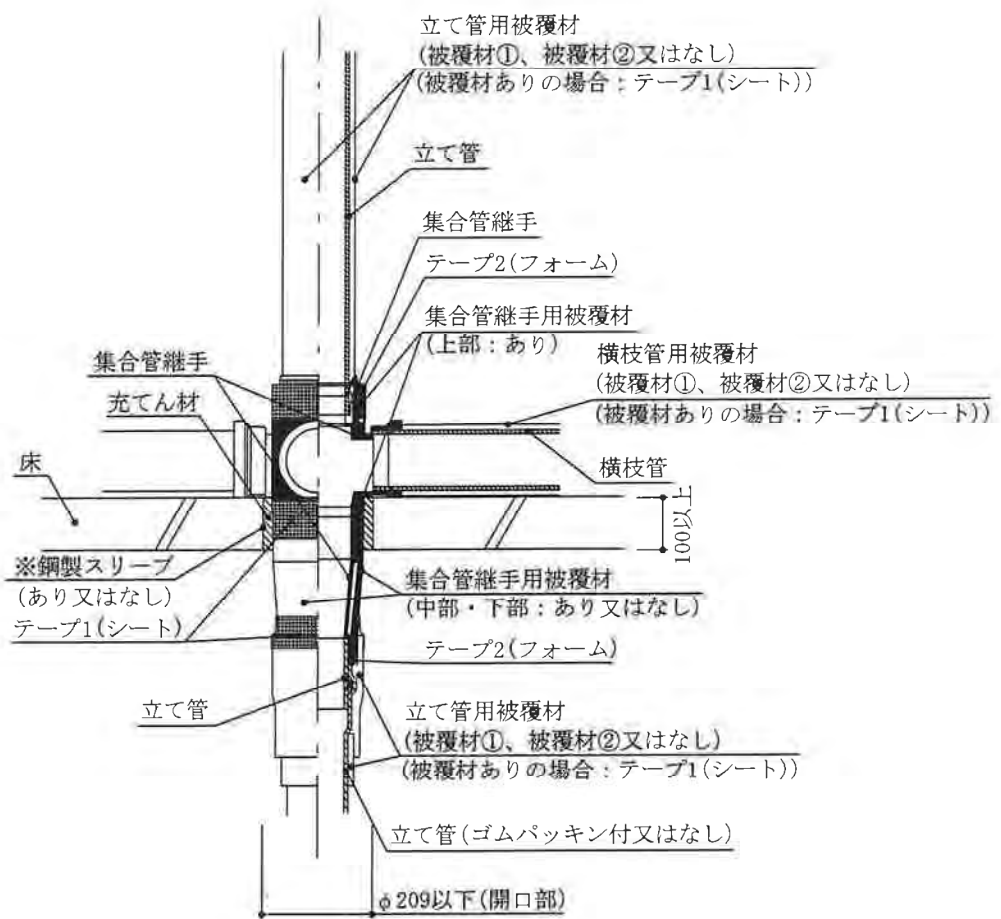 立て管用被覆材
(被覆材①、被覆材②又はなし)
(被覆材ありの場合：テープ1(シート))
立て管
集合管継手
テープ2(フォーム)
集合管継手用被覆材
(上部：あり)
横枝管用被覆材
(被覆材①、被覆材②又はなし)
(被覆材ありの場合：テープ1(シート))
集合管継手
充てん材
横枝管
床
100以上
※鋼製スリーブ
(あり又はなし)
テープ1(シート)
集合管継手用被覆材
(中部・下部：あり又はなし)
テープ2(フォーム)
立て管
立て管用被覆材
(被覆材①、被覆材②又はなし)
(被覆材ありの場合：テープ1(シート))
立て管(ゴムパッキン付又はなし)
φ209以下(開口部)